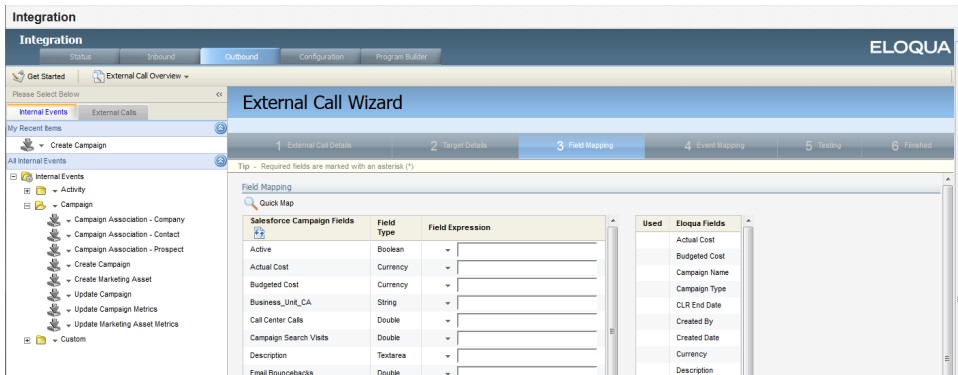 Integration
Integration
ELOQUA
Status Inbound Outbound Configuration Program Builder
Get Started External Call Overview
Please Select Below <<
Internal Events External Calls
My Recent Items
Create Campaign
All Internal Events
Internal Events
Activity
Campaign
Campaign Association - Company
Campaign Association - Contact
Campaign Association - Prospect
Create Campaign
Create Marketing Asset
Update Campaign
Update Campaign Metrics
Update Marketing Asset Metrics
Custom
External Call Wizard
1 External Call Details 2 Target Details 3 Field Mapping 4 Event Mapping 5 Testing 6 Finished
Tip - Required fields are marked with an asterisk (*)
Field Mapping
Quick Map
Salesforce Campaign Fields Field Type Field Expression
Active Boolean
Actual Cost Currency
Budgeted Cost Currency
Business_Unit_CA String
Call Center Calls Double
Campaign Search Visits Double
Description Textarea
Email Bouncebacks Double
Used Eloqua Fields
Actual Cost
Budgeted Cost
Campaign Name
Campaign Type
CLR End Date
Created By
Created Date
Currency
Description